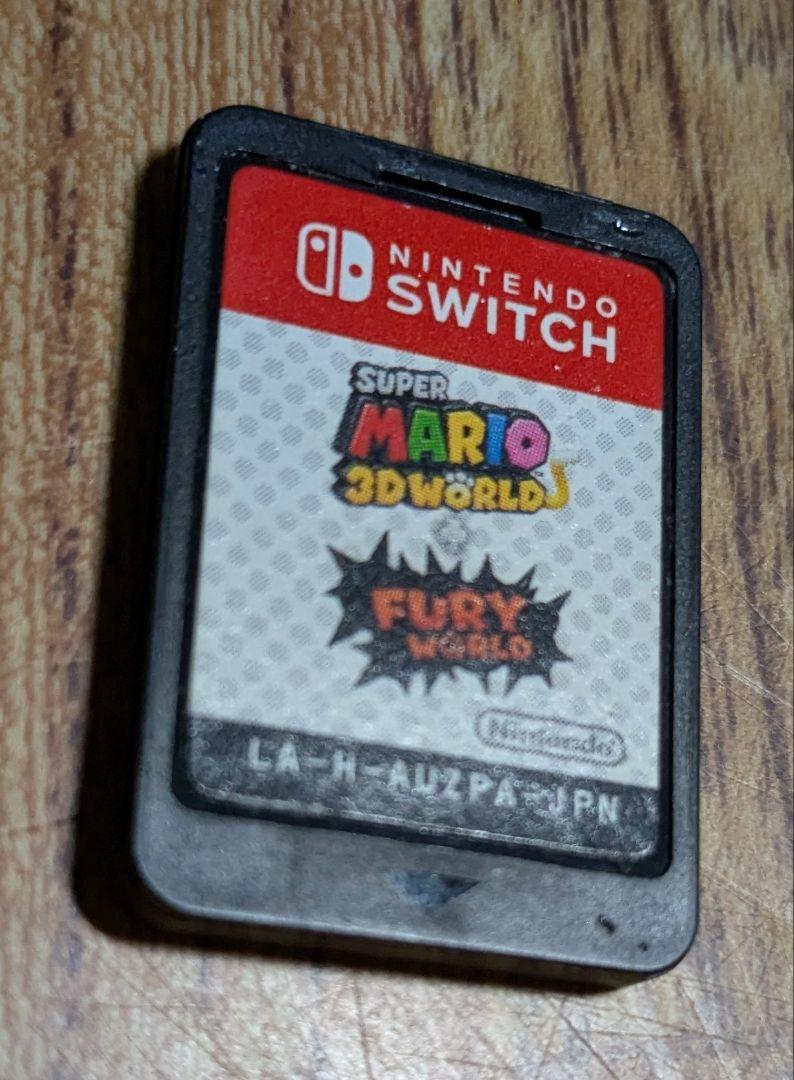 NINTENDO
SWITCH
SUPER
MARIO
3D WORLD
FURY
WORLD
Nintendo
LA-H-AUZPA-JPN